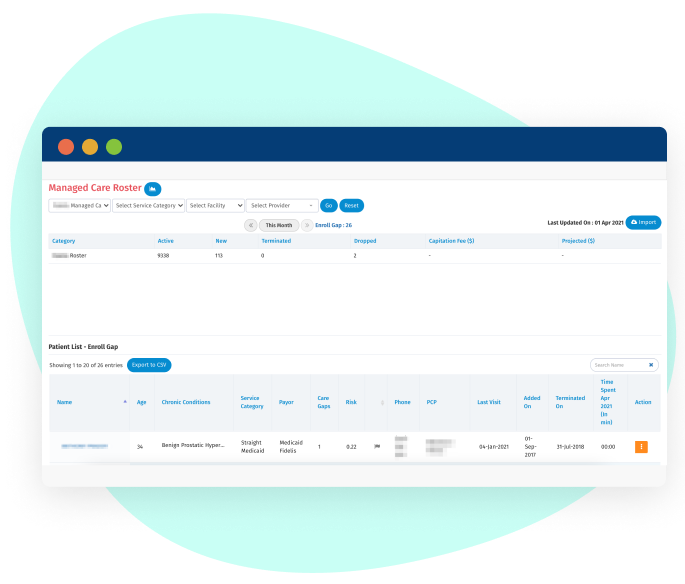 Managed Care Roster
Managed Ca Select Service Category Select Facility Select Provider Go Reset
« This Month » Enroll Gap : 26 Last Updated On : 01 Apr 2021 Import
Category Active New Terminated Dropped Capitation Fee ($) Projected ($)
Roster 9338 113 0 2 - -
Patient List - Enroll Gap
Showing 1 to 20 of 26 entries Export to CSV Search Name
Name Age Chronic Conditions Service Category Payor Care Gaps Risk Phone PCP Last Visit Added On Terminated On Time Spent Apr 2021 (in min) Action
34 Benign Prostatic Hyper... Straight Medicaid Medicaid Fidelis 1 0.22 04-Jan-2021 01-Sep-2017 31-Jul-2018 00:00